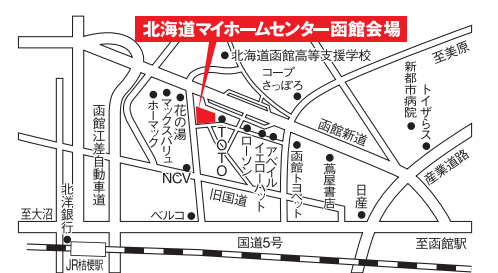 北海道マイホームセンター函館会場
北海道函館高等支援学校
至美原
コープ
さっぽろ
新都市病院
トイザらス
函館江差自動車道
ホーマック
マックスバリュ
花の湯
TOTO
ローソン
イエローハット
アベイル
函館トヨペット
函館新道
蔦屋書店
日産
産業道路
NCV
旧国道
北洋銀行
ベルコ
至大沼
国道5号
至函館駅
JR桔梗駅